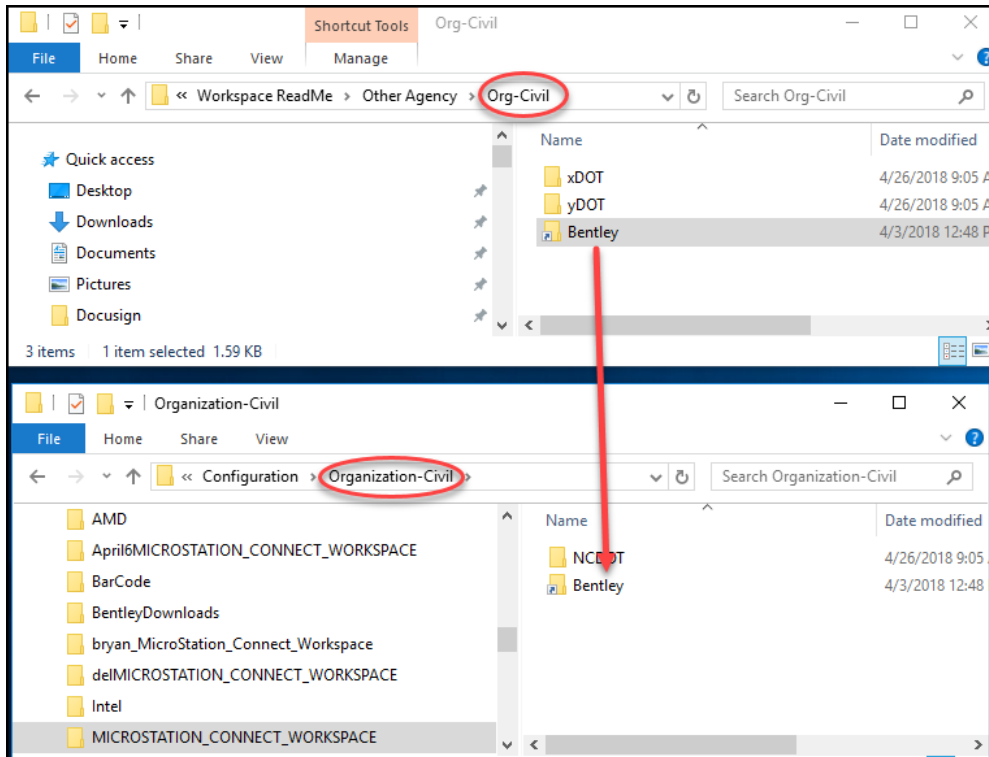 Shortcut Tools Org-Civil
File Home Share View Manage
« Workspace ReadMe > Other Agency > Org-Civil Search Org-Civil
Name Date modified
Quick access
xDOT 4/26/2018 9:05 A
Desktop
yDOT 4/26/2018 9:05 A
Downloads
Bentley 4/3/2018 12:48 P
Documents
Pictures
Docusign
3 items 1 item selected 1.59 KB
Organization-Civil
File Home Share View
« Configuration > Organization-Civil > Search Organization-Civil
AMD
Name Date modified
April6MICROSTATION_CONNECT_WORKSPACE
NCDOT 4/26/2018 9:05
BarCode
Bentley 4/3/2018 12:48
BentleyDownloads
bryan_MicroStation_Connect_Workspace
delMICROSTATION_CONNECT_WORKSPACE
Intel
MICROSTATION_CONNECT_WORKSPACE